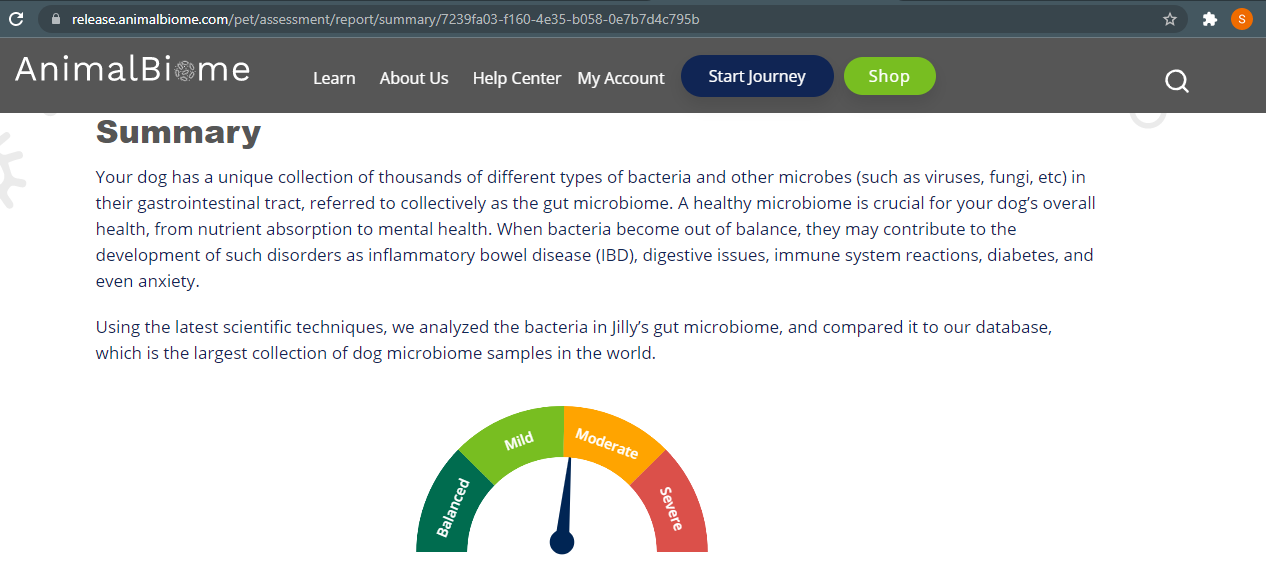 release.animalbiome.com/pet/assessment/report/summary/7239fa03-f160-4e35-b058-0e7b7d4c795b
S
AnimalBiome
Learn About Us Help Center My Account Start Journey Shop
Summary
Your dog has a unique collection of thousands of different types of bacteria and other microbes (such as viruses, fungi, etc) in
their gastrointestinal tract, referred to collectively as the gut microbiome. A healthy microbiome is crucial for your dog’s overall
health, from nutrient absorption to mental health. When bacteria become out of balance, they may contribute to the
development of such disorders as inflammatory bowel disease (IBD), digestive issues, immune system reactions, diabetes, and
even anxiety.
Using the latest scientific techniques, we analyzed the bacteria in Jilly’s gut microbiome, and compared it to our database,
which is the largest collection of dog microbiome samples in the world.
Balanced
Mild
Moderate
Severe